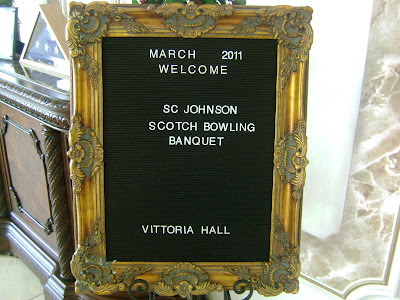 MARCH 2011
WELCOME
SC JOHNSON
SCOTCH BOWLING
BANQUET
VITTORIA HALL